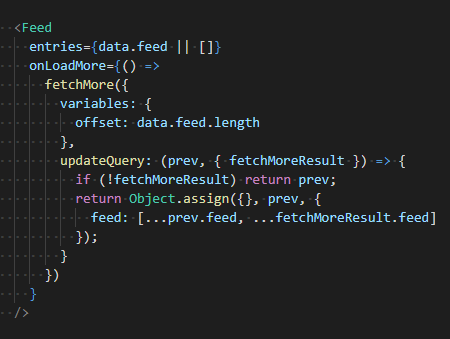 <Feed
entries={data.feed || []}
onLoadMore={() =>
fetchMore({
variables: {
offset: data.feed.length
},
updateQuery: (prev, { fetchMoreResult }) => {
if (!fetchMoreResult) return prev;
return Object.assign({}, prev, {
feed: [...prev.feed, ...fetchMoreResult.feed]
});
}
})
}
/>